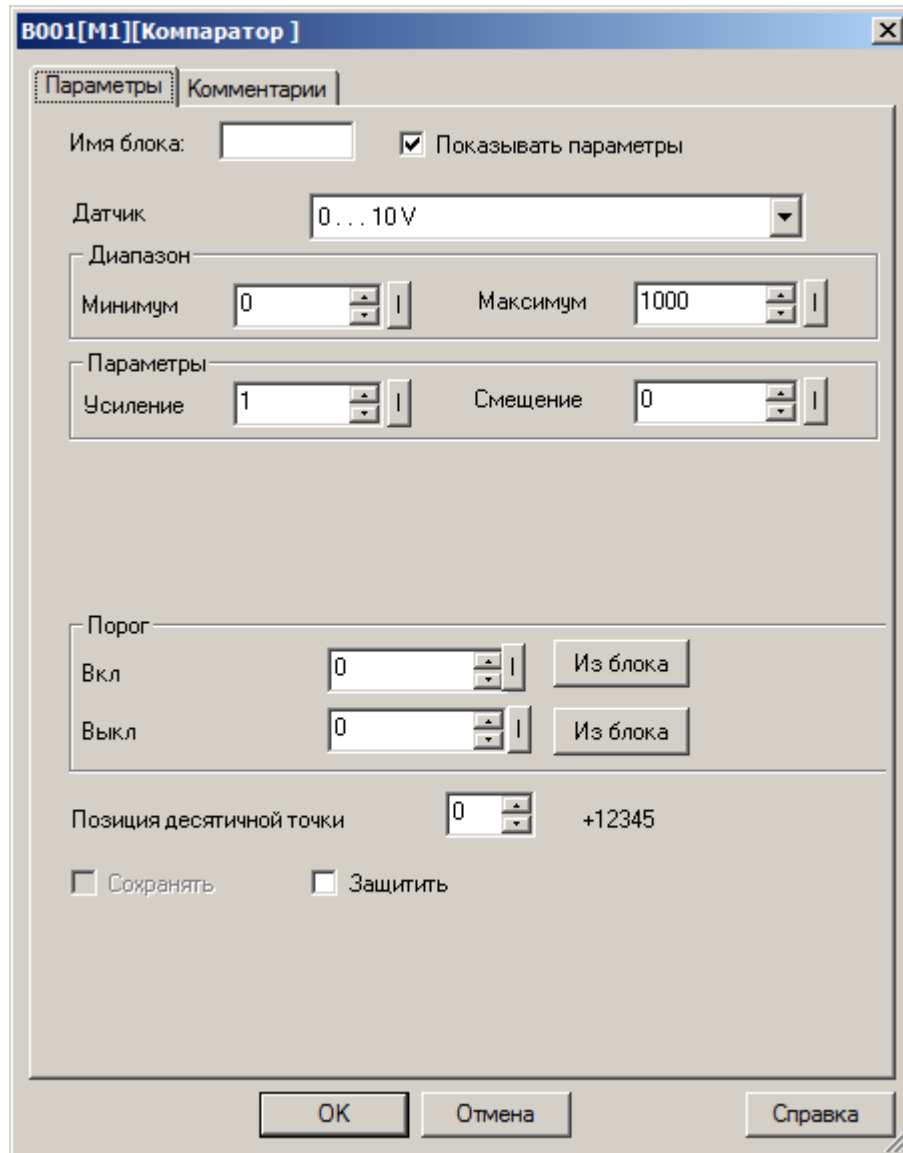 B001[M1][Компаратор ]
Параметры Комментарии
Имя блока: Показывать параметры
Датчик 0...10 V
Диапазон
Минимум 0 I Максимум 1000 I
Параметры
Усиление 1 I Смещение 0 I
Порог
Вкл 0 I Из блока
Выкл 0 I Из блока
Позиция десятичной точки 0 +12345
Сохранять Защитить
OK Отмена Справка